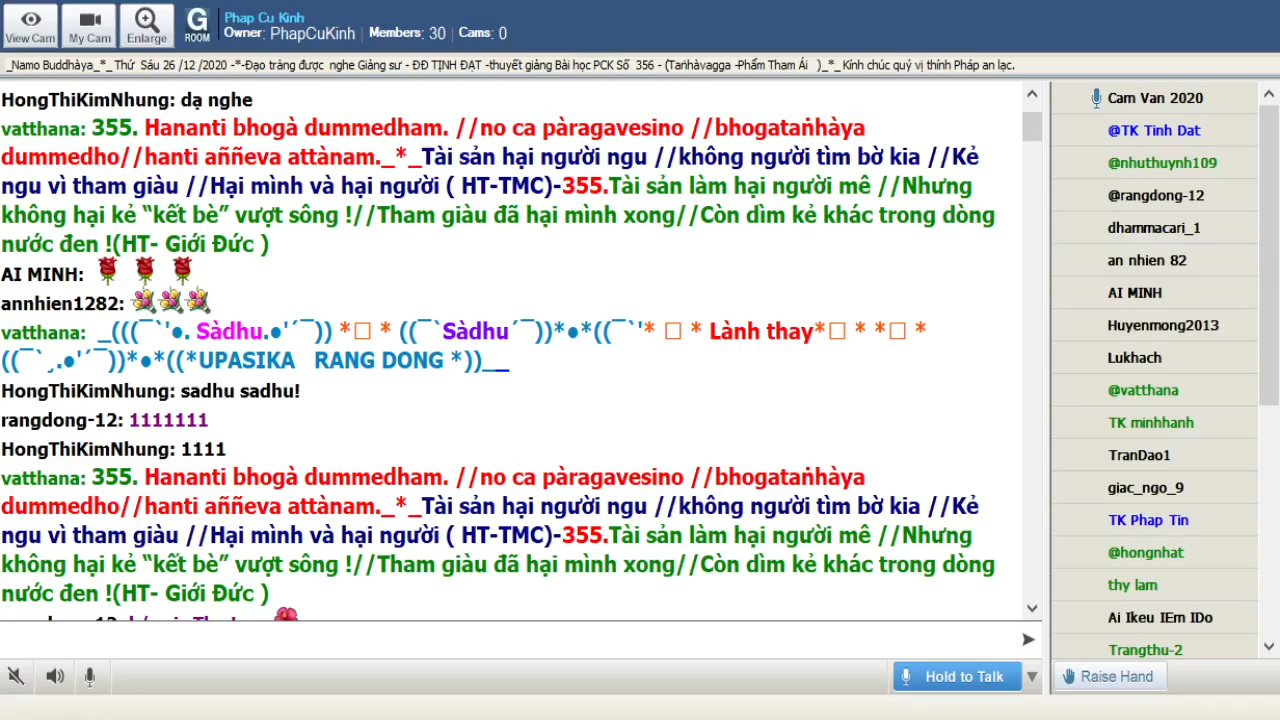 View Cam
My Cam
Enlarge
G ROOM
Phap Cu Kinh
Owner: PhapCuKinh | Members: 30 | Cams: 0
_Namo Buddhàya_*_ Thứ Sáu 26 /12 /2020 -*-Đạo tràng được nghe Giảng sư - ĐĐ TỊNH ĐẠT -thuyết giảng Bài học PCK Số 356 - (Taṅhàvagga -Phẩm Tham Ái )_*_ Kính chúc quý vị thính Pháp an lạc.
HongThiKimNhung: dạ nghe
vatthana: 355. Hananti bhogà dummedham. //no ca pàragavesino //bhogataṅhàya
dummedho//hanti aññeva attànam._*_Tài sản hại người ngu //không người tìm bờ kia //Kẻ
ngu vì tham giàu //Hại mình và hại người ( HT-TMC)-355.Tài sản làm hại người mê //Nhưng
không hại kẻ “kết bè” vượt sông !//Tham giàu đã hại mình xong//Còn dìm kẻ khác trong dòng
nước đen !(HT- Giới Đức )
AI MINH:
annhien1282:
vatthana: _(((¯`'●. Sàdhu.●'´¯)) *□ * ((¯`Sàdhu´¯))*●*((¯`'* □ * Lành thay*□ * *□ *
((¯`¸.●'´¯))*●*((*UPASIKA RANG DONG *))__
HongThiKimNhung: sadhu sadhu!
rangdong-12: 1111111
HongThiKimNhung: 1111
vatthana: 355. Hananti bhogà dummedham. //no ca pàragavesino //bhogataṅhàya
dummedho//hanti aññeva attànam._*_Tài sản hại người ngu //không người tìm bờ kia //Kẻ
ngu vì tham giàu //Hại mình và hại người ( HT-TMC)-355.Tài sản làm hại người mê //Nhưng
không hại kẻ “kết bè” vượt sông !//Tham giàu đã hại mình xong//Còn dìm kẻ khác trong dòng
nước đen !(HT- Giới Đức )
Cam Van 2020
@TK Tinh Dat
@nhuthuynh109
@rangdong-12
dhammacari_1
an nhien 82
AI MINH
Huyenmong2013
Lukhach
@vatthana
TK minhhanh
TranDao1
giac_ngo_9
TK Phap Tin
@hongnhat
thy lam
Ai Ikeu IEm IDo
Trangthu-2
Hold to Talk
Raise Hand